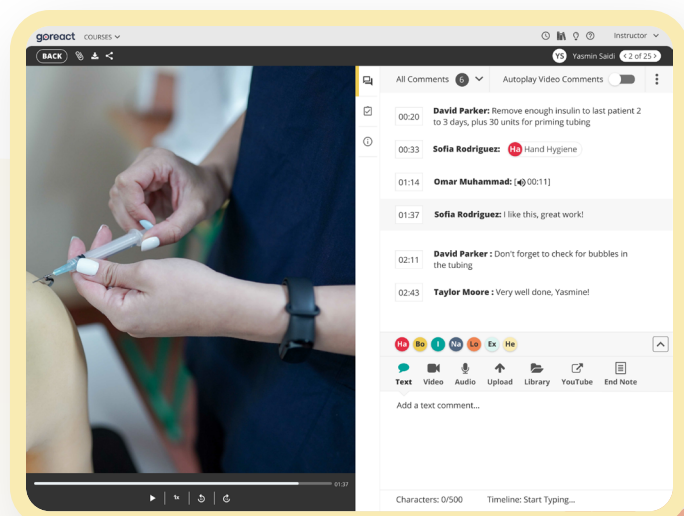 goreact COURSES
Instructor
BACK
YS Yasmin Saidi < 2 of 25 >
All Comments 6 Autoplay Video Comments
00:20 David Parker: Remove enough insulin to last patient 2
to 3 days, plus 30 units for priming tubing
00:33 Sofia Rodriguez: Ha Hand Hygiene
01:14 Omar Muhammad: [00:11]
01:37 Sofia Rodriguez: I like this, great work!
02:11 David Parker : Don't forget to check for bubbles in
the tubing
02:43 Taylor Moore : Very well done, Yasmine!
Ha Bo I Na Lo Ex He
Text Video Audio Upload Library YouTube End Note
Add a text comment...
01:37
1x
Characters: 0/500 Timeline: Start Typing...